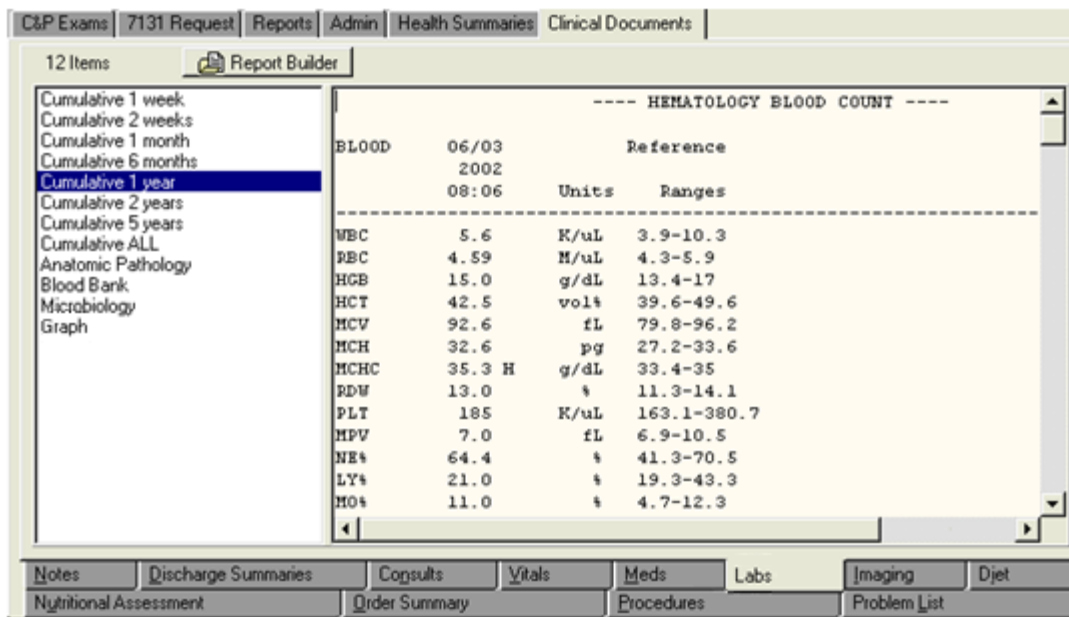 C&P Exams 7131 Request Reports Admin Health Summaries Clinical Documents
12 Items Report Builder
Cumulative 1 week
Cumulative 2 weeks
Cumulative 1 month
Cumulative 6 months
Cumulative 1 year
Cumulative 2 years
Cumulative 5 years
Cumulative ALL
Anatomic Pathology
Blood Bank
Microbiology
Graph
---- HEMATOLOGY BLOOD COUNT ----
BLOOD 06/03 Reference
2002
08:06 Units Ranges
--------------------------------------------------------------
WBC 5.6 K/uL 3.9-10.3
RBC 4.59 M/uL 4.3-5.9
HGB 15.0 g/dL 13.4-17
HCT 42.5 vol% 39.6-49.6
MCV 92.6 fL 79.8-96.2
MCH 32.6 pg 27.2-33.6
MCHC 35.3 H g/dL 33.4-35
RDW 13.0 % 11.3-14.1
PLT 185 K/uL 163.1-380.7
MPV 7.0 fL 6.9-10.5
NE% 64.4 % 41.3-70.5
LY% 21.0 % 19.3-43.3
MO% 11.0 % 4.7-12.3
Notes Discharge Summaries Consults Vitals Meds Labs Imaging Diet
Nutritional Assessment Order Summary Procedures Problem List